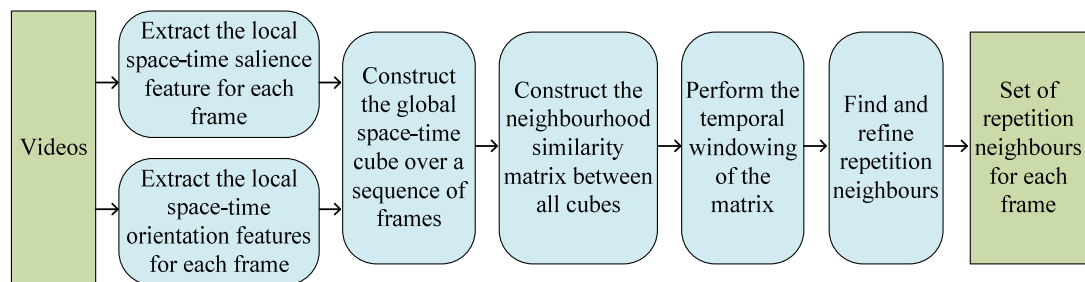 Videos
Extract the local
space-time salience
feature for each
frame
Extract the local
space-time
orientation features
for each frame
Construct
the global
space-time
cube over a
sequence of
frames
Construct the
neighbourhood
similarity
matrix between
all cubes
Perform the
temporal
windowing
of the
matrix
Find and
refine
repetition
neighbours
Set of
repetition
neighbours
for each
frame